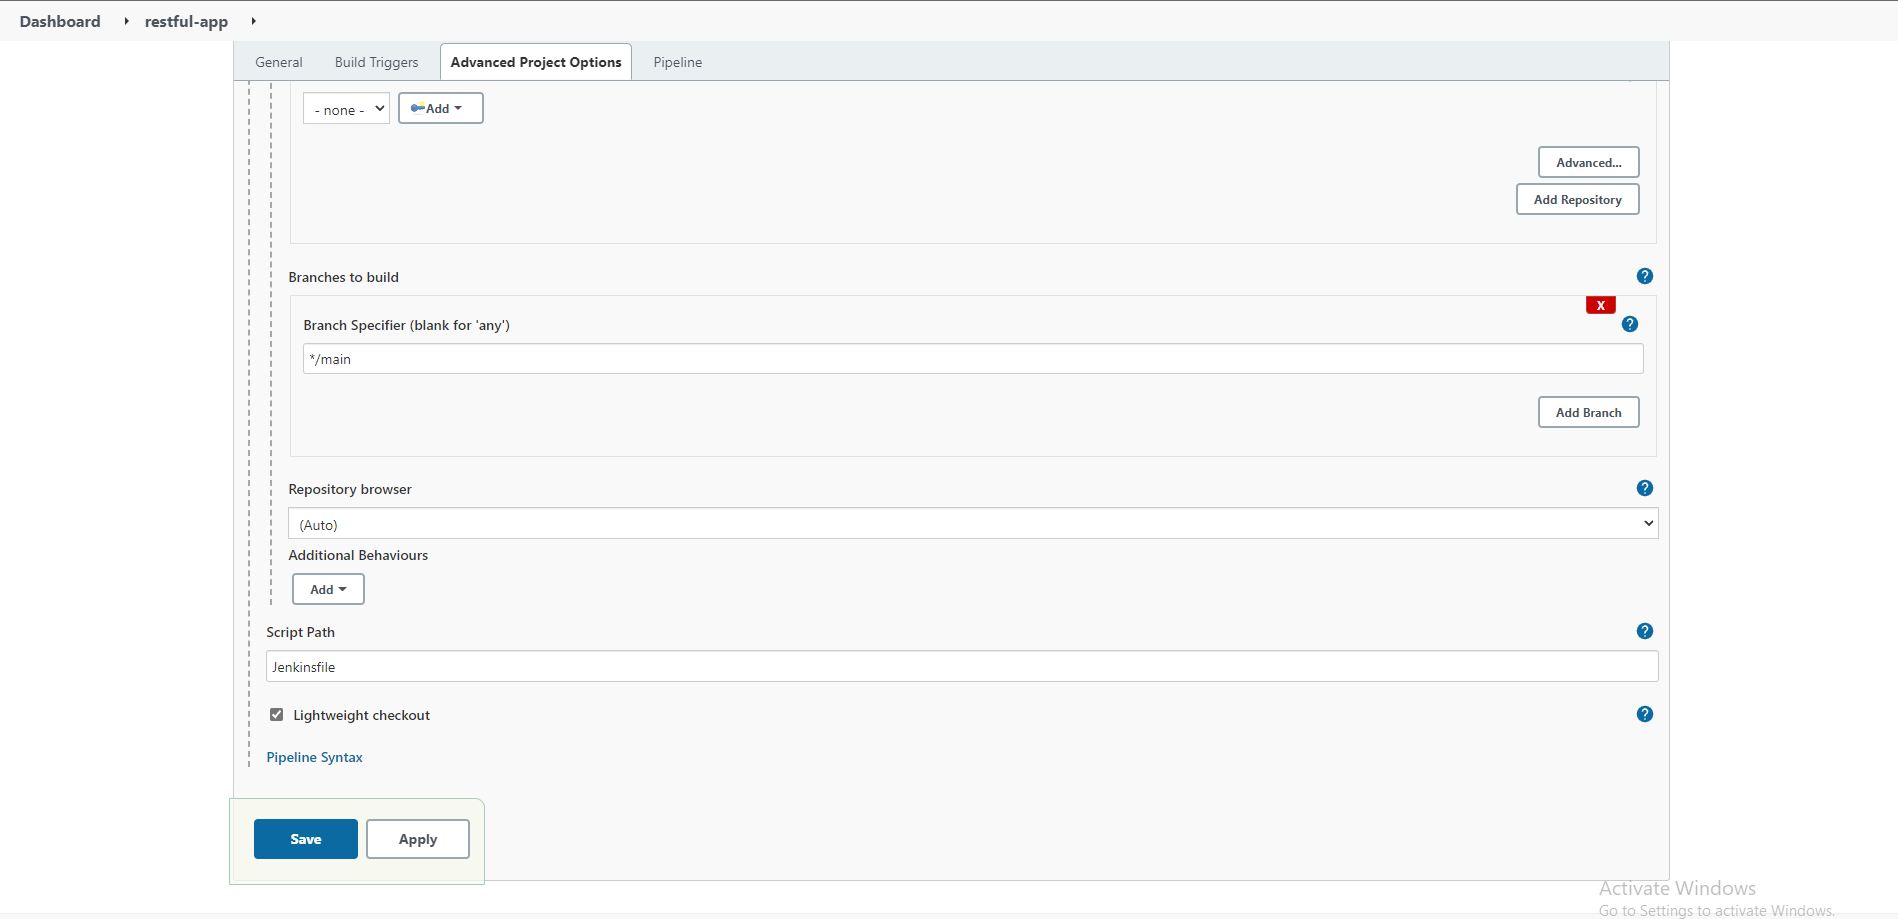 Dashboard restful-app
General Build Triggers Advanced Project Options Pipeline
- none - Add
Advanced...
Add Repository
Branches to build ?
X
Branch Specifier (blank for 'any') ?
*/main
Add Branch
Repository browser ?
(Auto)
Additional Behaviours
Add
Script Path ?
Jenkinsfile
Lightweight checkout ?
Pipeline Syntax
Save Apply
Activate Windows
Go to Settings to activate Windows.